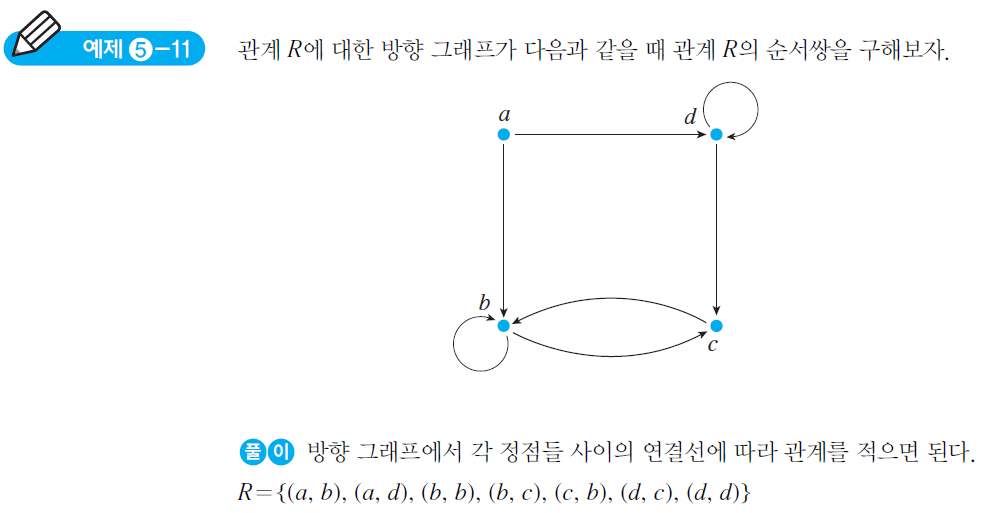 예제 5-11 관계 R에 대한 방향 그래프가 다음과 같을 때 관계 R의 순서쌍을 구해보자.
a
d
b
c
풀이 방향 그래프에서 각 정점들 사이의 연결선에 따라 관계를 적으면 된다.
R={(a, b), (a, d), (b, b), (b, c), (c, b), (d, c), (d, d)}